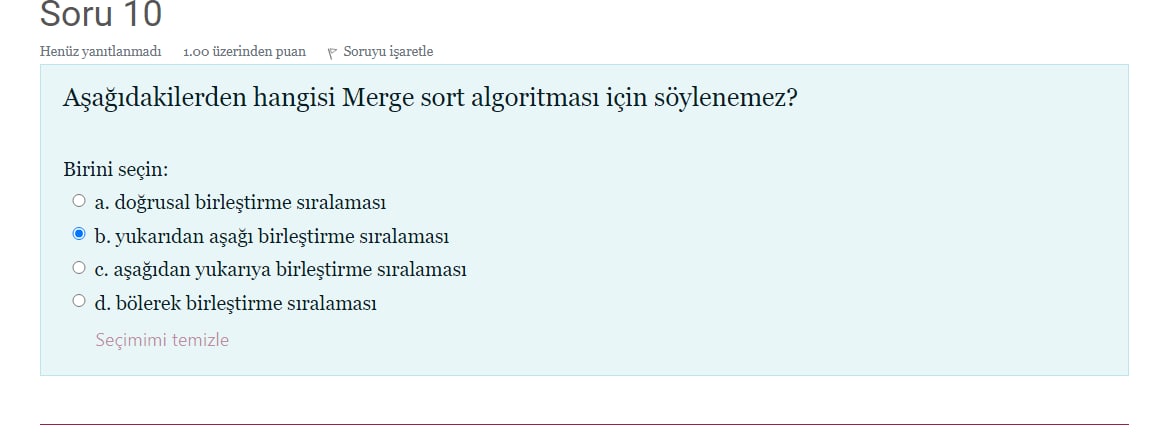 Soru 10
Henüz yanıtlanmadı 1.00 üzerinden puan Soruyu işaretle
Aşağıdakilerden hangisi Merge sort algoritması için söylenemez?
Birini seçin:
a. doğrusal birleştirme sıralaması
b. yukarıdan aşağı birleştirme sıralaması
c. aşağıdan yukarıya birleştirme sıralaması
d. bölerek birleştirme sıralaması
Seçimimi temizle